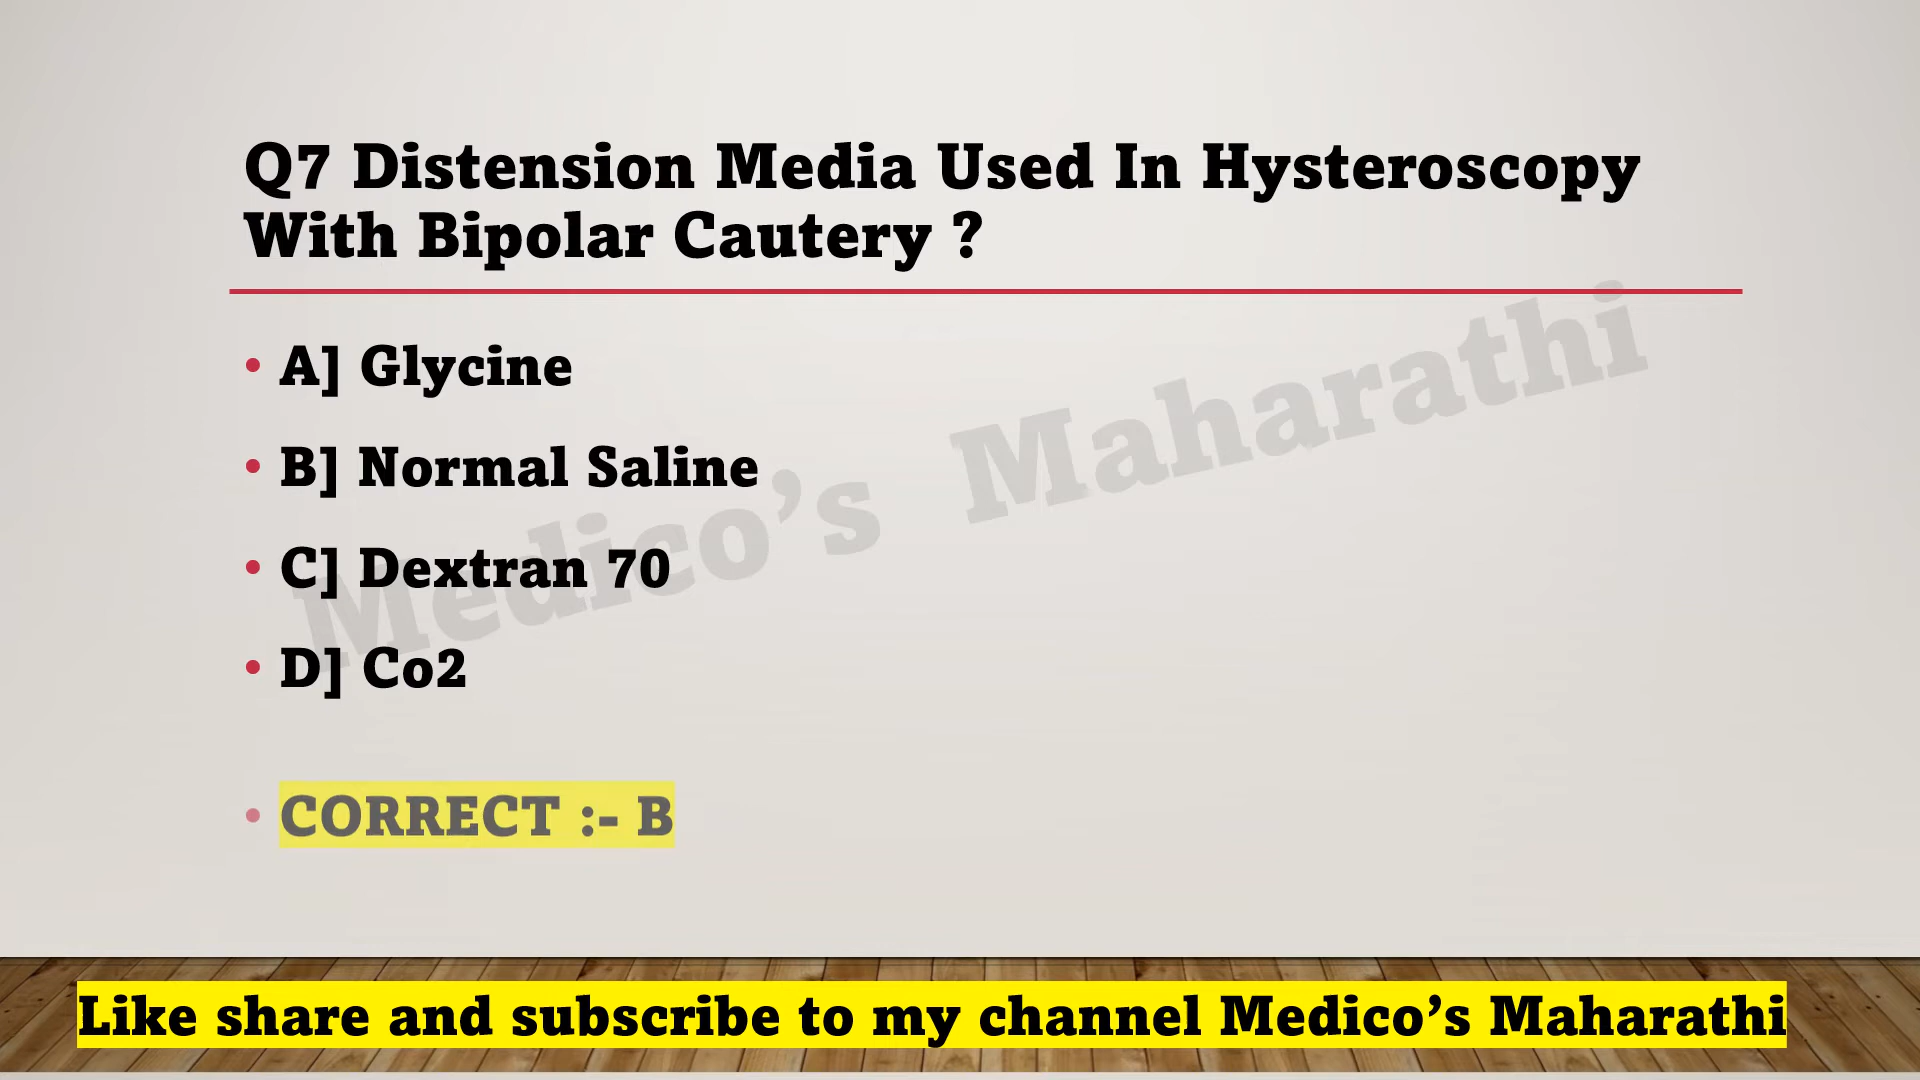 Q7 Distension Media Used In Hysteroscopy
With Bipolar Cautery ?
• A] Glycine
• B] Normal Saline
• C] Dextran 70
• D] Co2
Medico’s Maharathi
• CORRECT :- B
Like share and subscribe to my channel Medico’s Maharathi